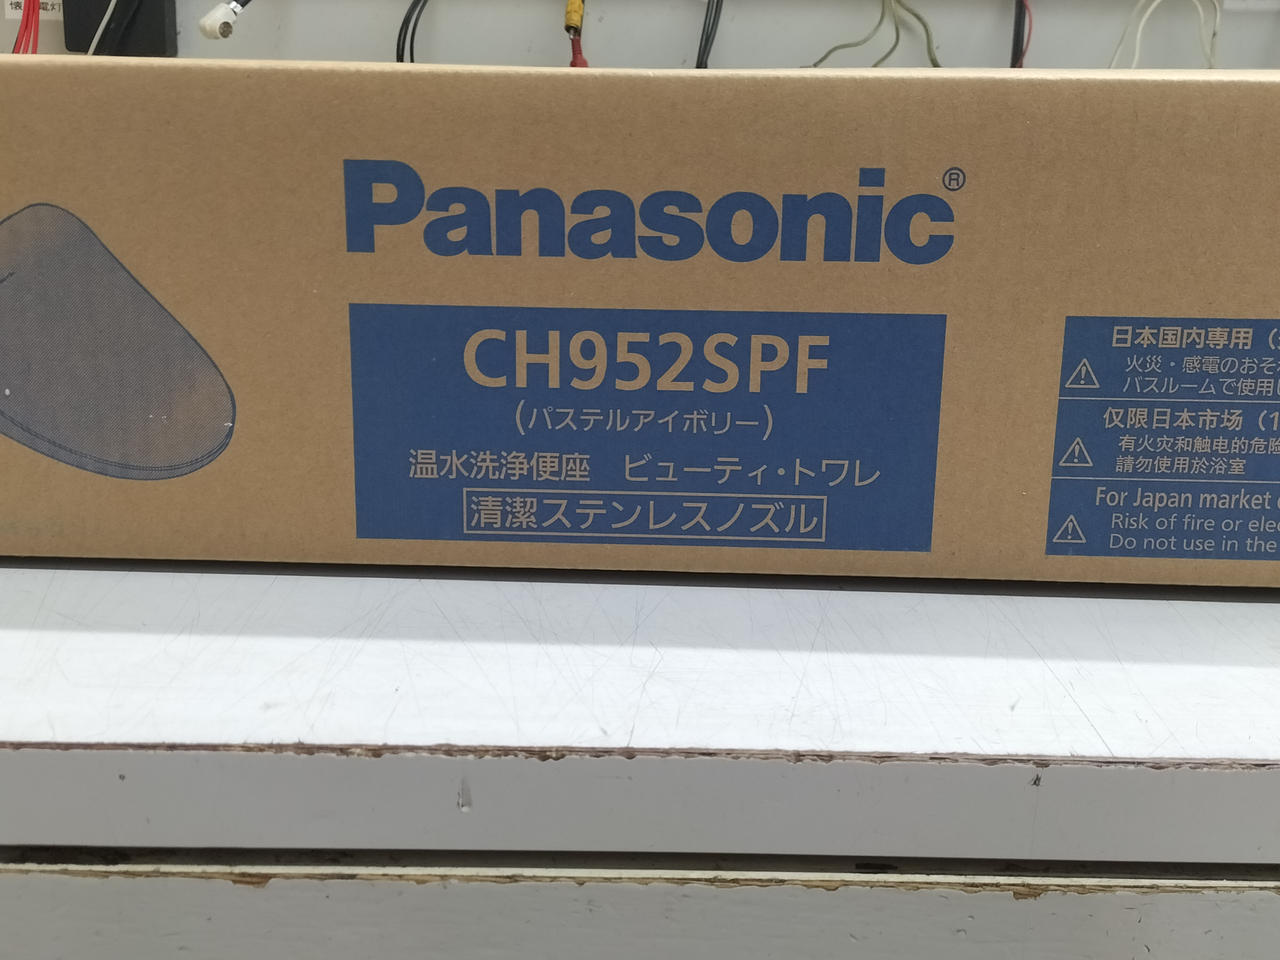 Panasonic®
CH952SPF
(パステルアイボリー)
温水洗浄便座 ビューティ・トワレ
清潔ステンレスノズル
日本国内専用
火災・感電のおそ
バスルームで使用
仅限日本市场（1
有火灾和触电的危险
請勿使用於浴室
For Japan market
Risk of fire or elec
Do not use in the